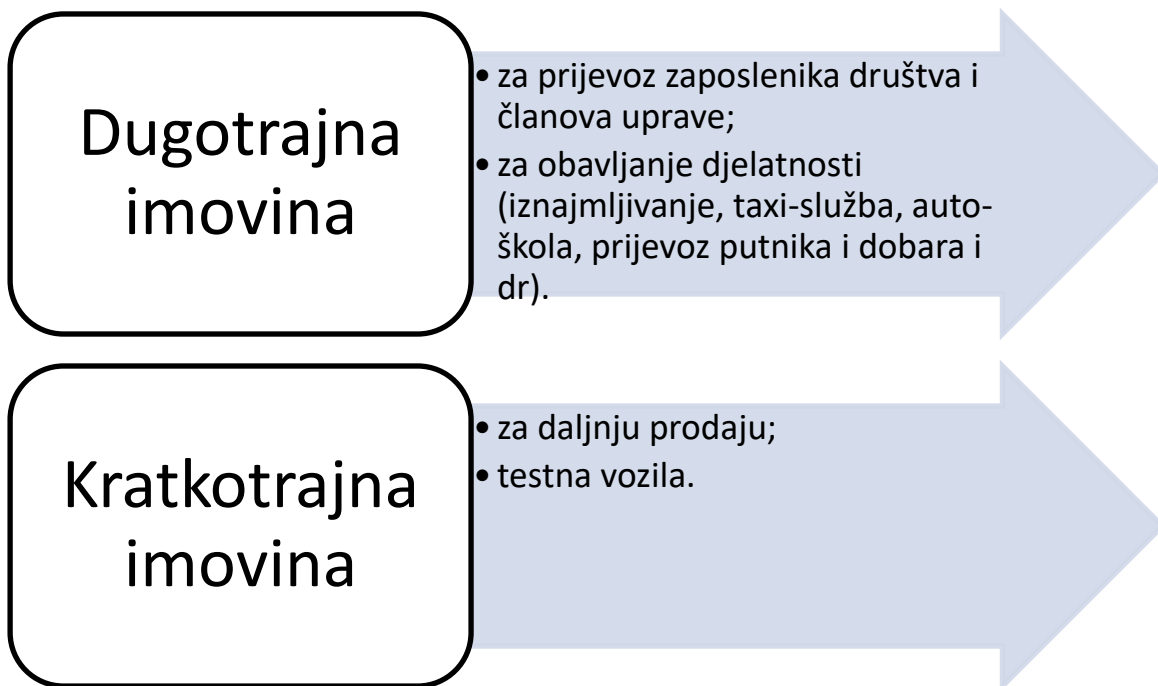 Dugotrajna
imovina
• za prijevoz zaposlenika društva i
članova uprave;
• za obavljanje djelatnosti
(iznajmljivanje, taxi-služba, auto-
škola, prijevoz putnika i dobara i
dr).
Kratkotrajna
imovina
• za daljnju prodaju;
• testna vozila.